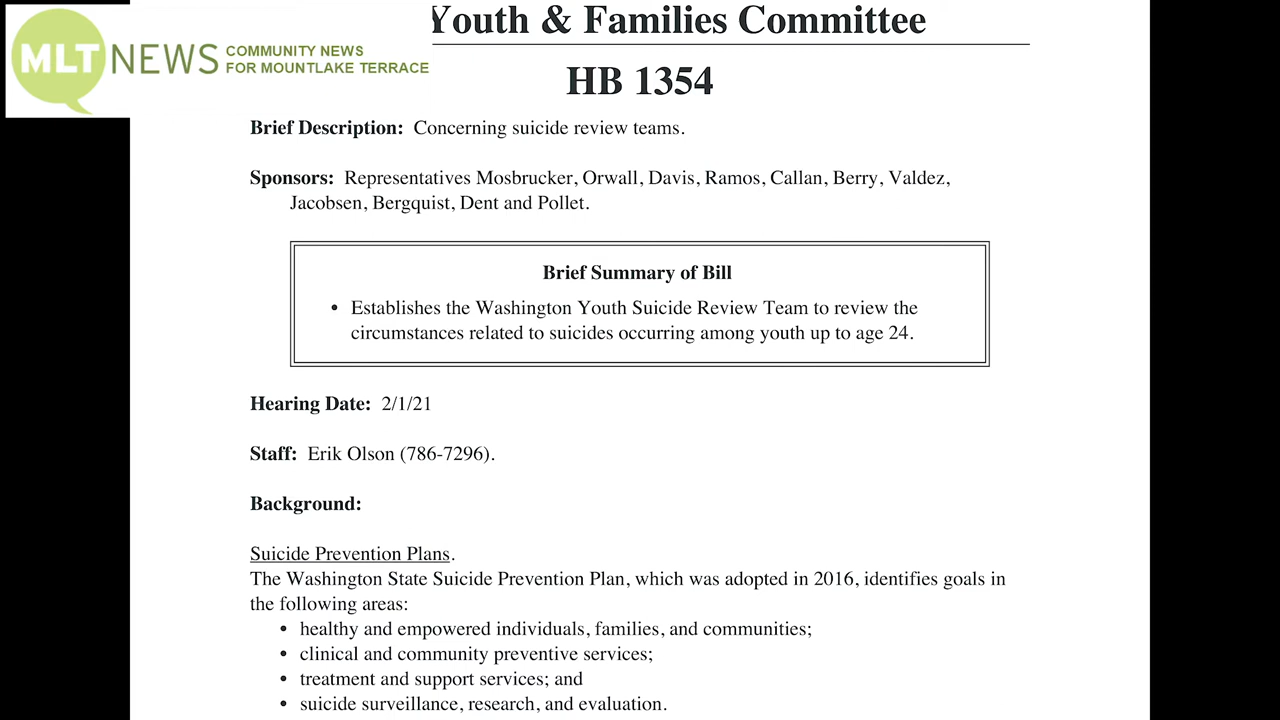 Youth & Families Committee
MLT NEWS COMMUNITY NEWS
FOR MOUNTLAKE TERRACE
HB 1354
Brief Description: Concerning suicide review teams.
Sponsors: Representatives Mosbrucker, Orwall, Davis, Ramos, Callan, Berry, Valdez,
Jacobsen, Bergquist, Dent and Pollet.
Brief Summary of Bill
• Establishes the Washington Youth Suicide Review Team to review the
circumstances related to suicides occurring among youth up to age 24.
Hearing Date: 2/1/21
Staff: Erik Olson (786-7296).
Background:
Suicide Prevention Plans.
The Washington State Suicide Prevention Plan, which was adopted in 2016, identifies goals in
the following areas:
• healthy and empowered individuals, families, and communities;
• clinical and community preventive services;
• treatment and support services; and
• suicide surveillance, research, and evaluation.